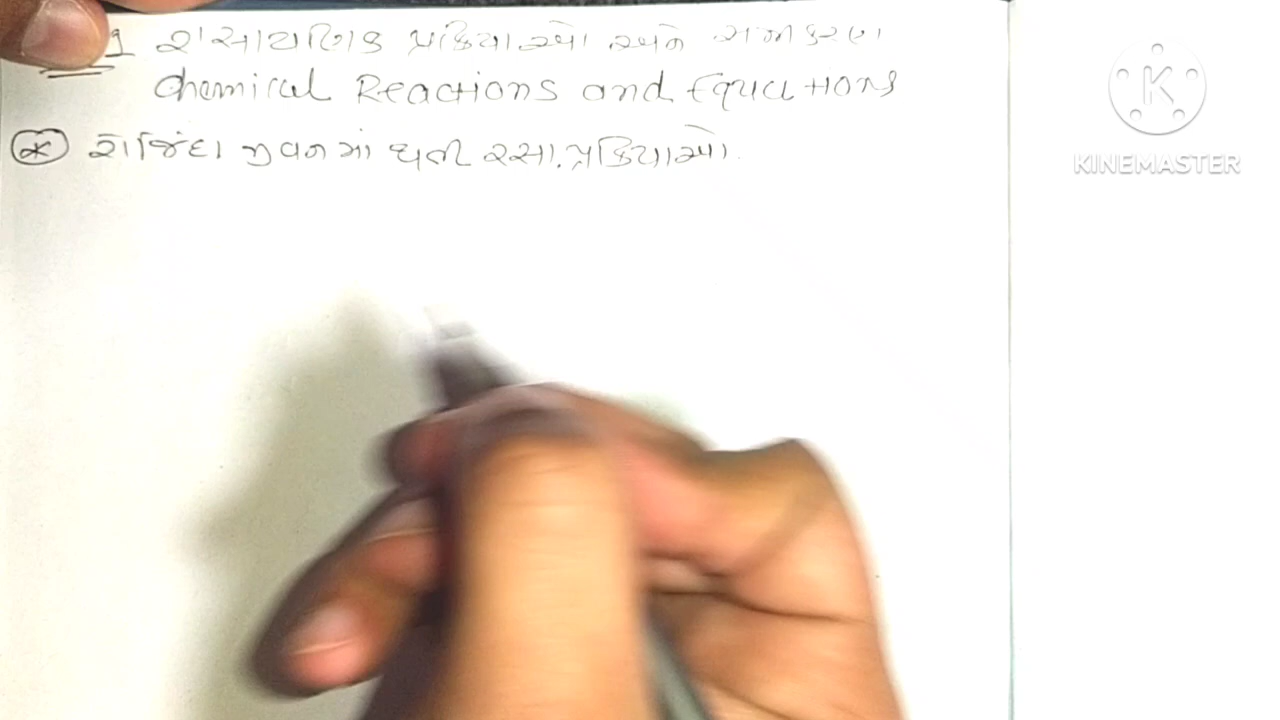 1 રાસાયણિક પ્રક્રિયાઓ અને સમીકરણો
Chemical Reactions and Equations
* રોજિંદા જીવનમાં થતી રસા. પ્રક્રિયાઓ.
K
KINEMASTER